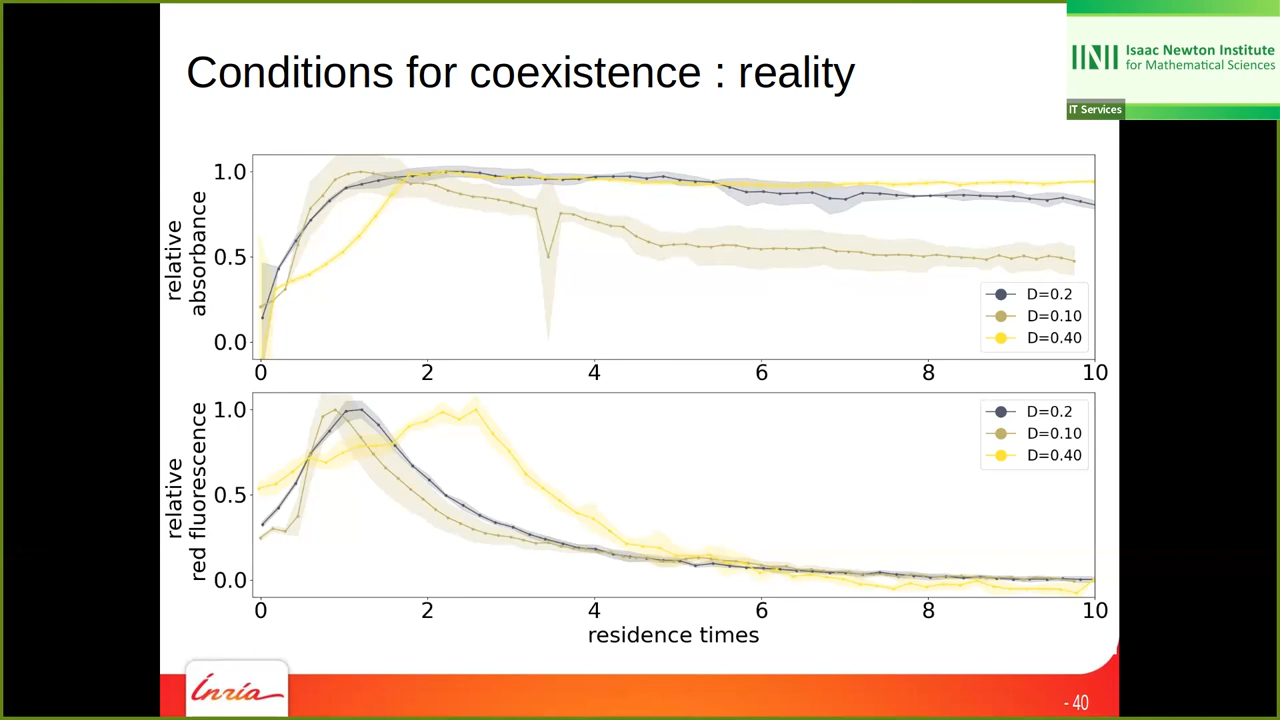 Conditions for coexistence : reality
Isaac Newton Institute
for Mathematical Sciences
IT Services
relative
absorbance
1.0
0.5
0.0
D=0.2
D=0.10
D=0.40
0 2 4 6 8 10
relative
red fluorescence
1.0
0.5
0.0
D=0.2
D=0.10
D=0.40
0 2 4 6 8 10
residence times
Inria
- 40